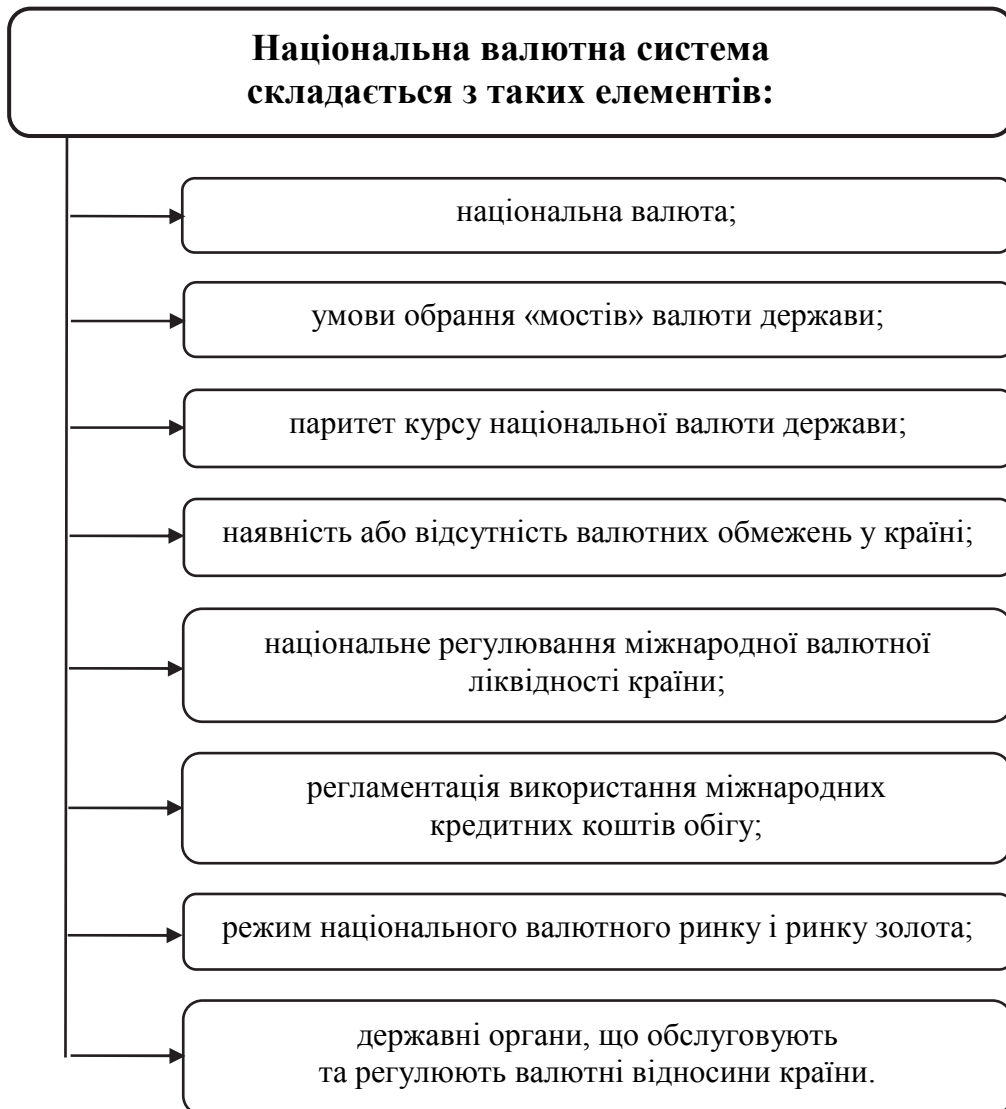 Національна валютна система
складається з таких елементів:
національна валюта;
умови обрання «мостів» валюти держави;
паритет курсу національної валюти держави;
наявність або відсутність валютних обмежень у країні;
національне регулювання міжнародної валютної
ліквідності країни;
регламентація використання міжнародних
кредитних коштів обігу;
режим національного валютного ринку і ринку золота;
державні органи, що обслуговують
та регулюють валютні відносини країни.